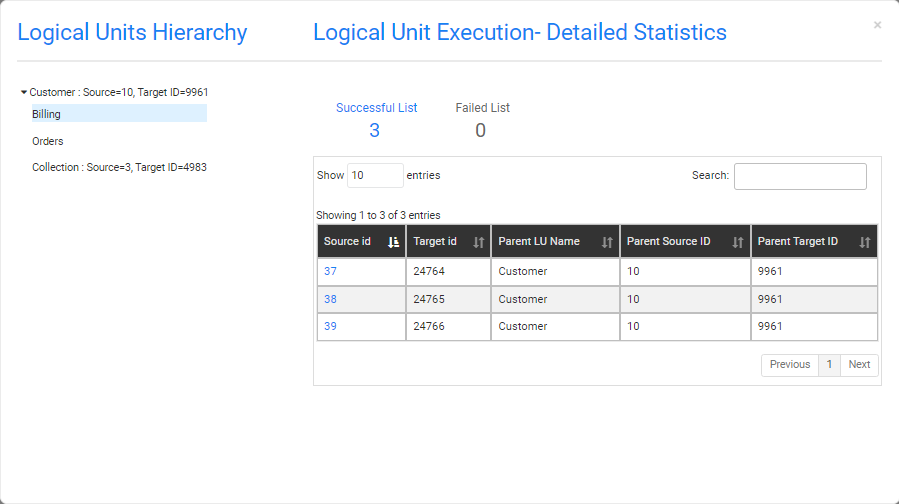 Logical Units Hierarchy
Logical Unit Execution- Detailed Statistics
×
Customer : Source=10, Target ID=9961
Billing
Orders
Collection : Source=3, Target ID=4983
Successful List
Failed List
3
0
Show 10 entries
Search:
Showing 1 to 3 of 3 entries
Source id Target id Parent LU Name Parent Source ID Parent Target ID
37 24764 Customer 10 9961
38 24765 Customer 10 9961
39 24766 Customer 10 9961
Previous 1 Next